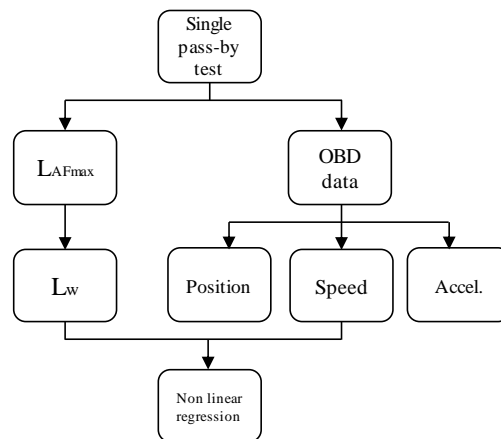 Single
pass-by
test
LAFmax
OBD
data
Lw
Position
Speed
Accel.
Non linear
regression